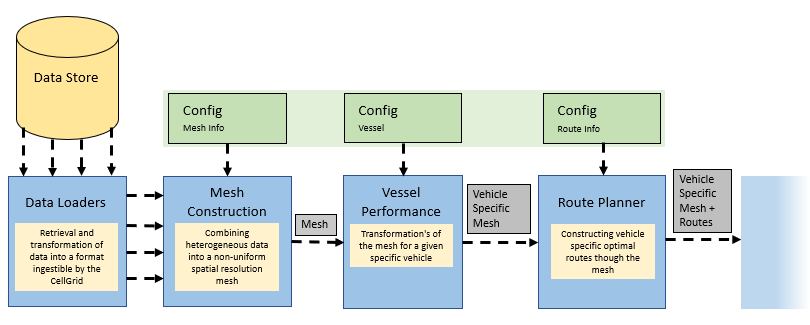 Data Store
Config
Mesh Info
Config
Vessel
Config
Route Info
Data Loaders
Retrieval and
transformation of
data into a format
ingestible by the
CellGrid
Mesh
Construction
Combining
heterogeneous data
into a non-uniform
spatial resolution
mesh
Mesh
Vessel
Performance
Transformation's of
the mesh for a given
specific vehicle
Vehicle
Specific
Mesh
Route Planner
Constructing vehicle
specific optimal
routes though the
mesh
Vehicle
Specific
Mesh +
Routes